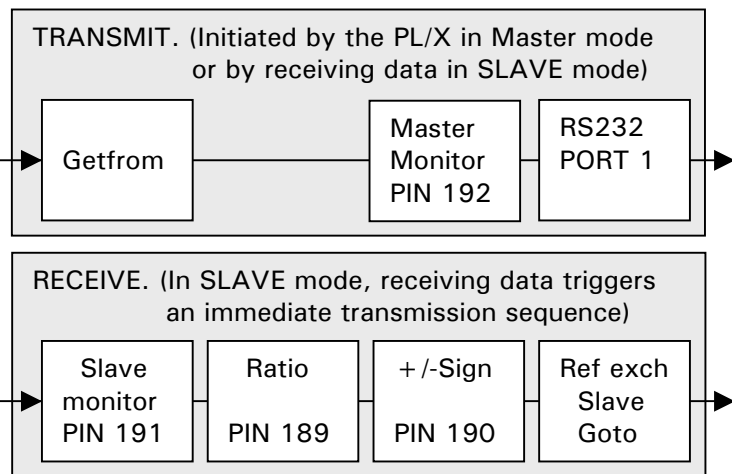 TRANSMIT. (Initiated by the PL/X in Master mode
or by receiving data in SLAVE mode)
Getfrom
Master
Monitor
PIN 192
RS232
PORT 1
RECEIVE. (In SLAVE mode, receiving data triggers
an immediate transmission sequence)
Slave
monitor
PIN 191
Ratio
PIN 189
+/-Sign
PIN 190
Ref exch
Slave
Goto